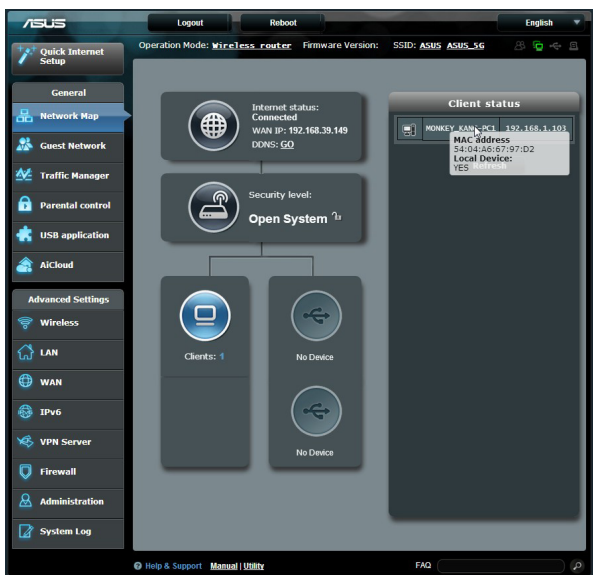 ASUS
Logout
Reboot
English
Quick Internet
Setup
Operation Mode: Wireless router Firmware Version: SSID: ASUS ASUS_5G
General
Network Map
Guest Network
Traffic Manager
Parental control
USB application
AiCloud
Advanced Settings
Wireless
LAN
WAN
IPv6
VPN Server
Firewall
Administration
System Log
Internet status:
Connected
WAN IP: 192.168.39.149
DDNS: GO
Security level:
Open System
Clients: 1
No Device
No Device
Client status
192.168.1.103
MAC address
54:04:A6:67:97:D2
Local Device:
YES
Refresh
Help & Support Manual | Utility
FAQ